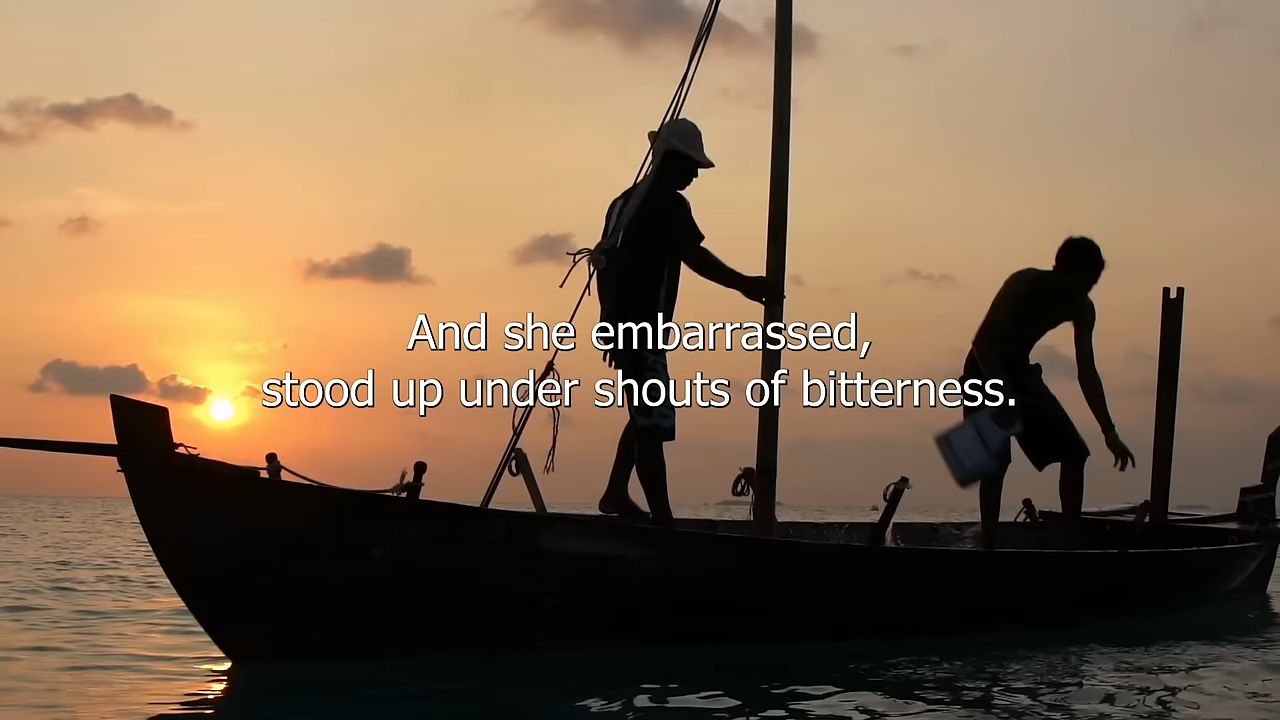 And she embarrassed,
stood up under shouts of bitterness.